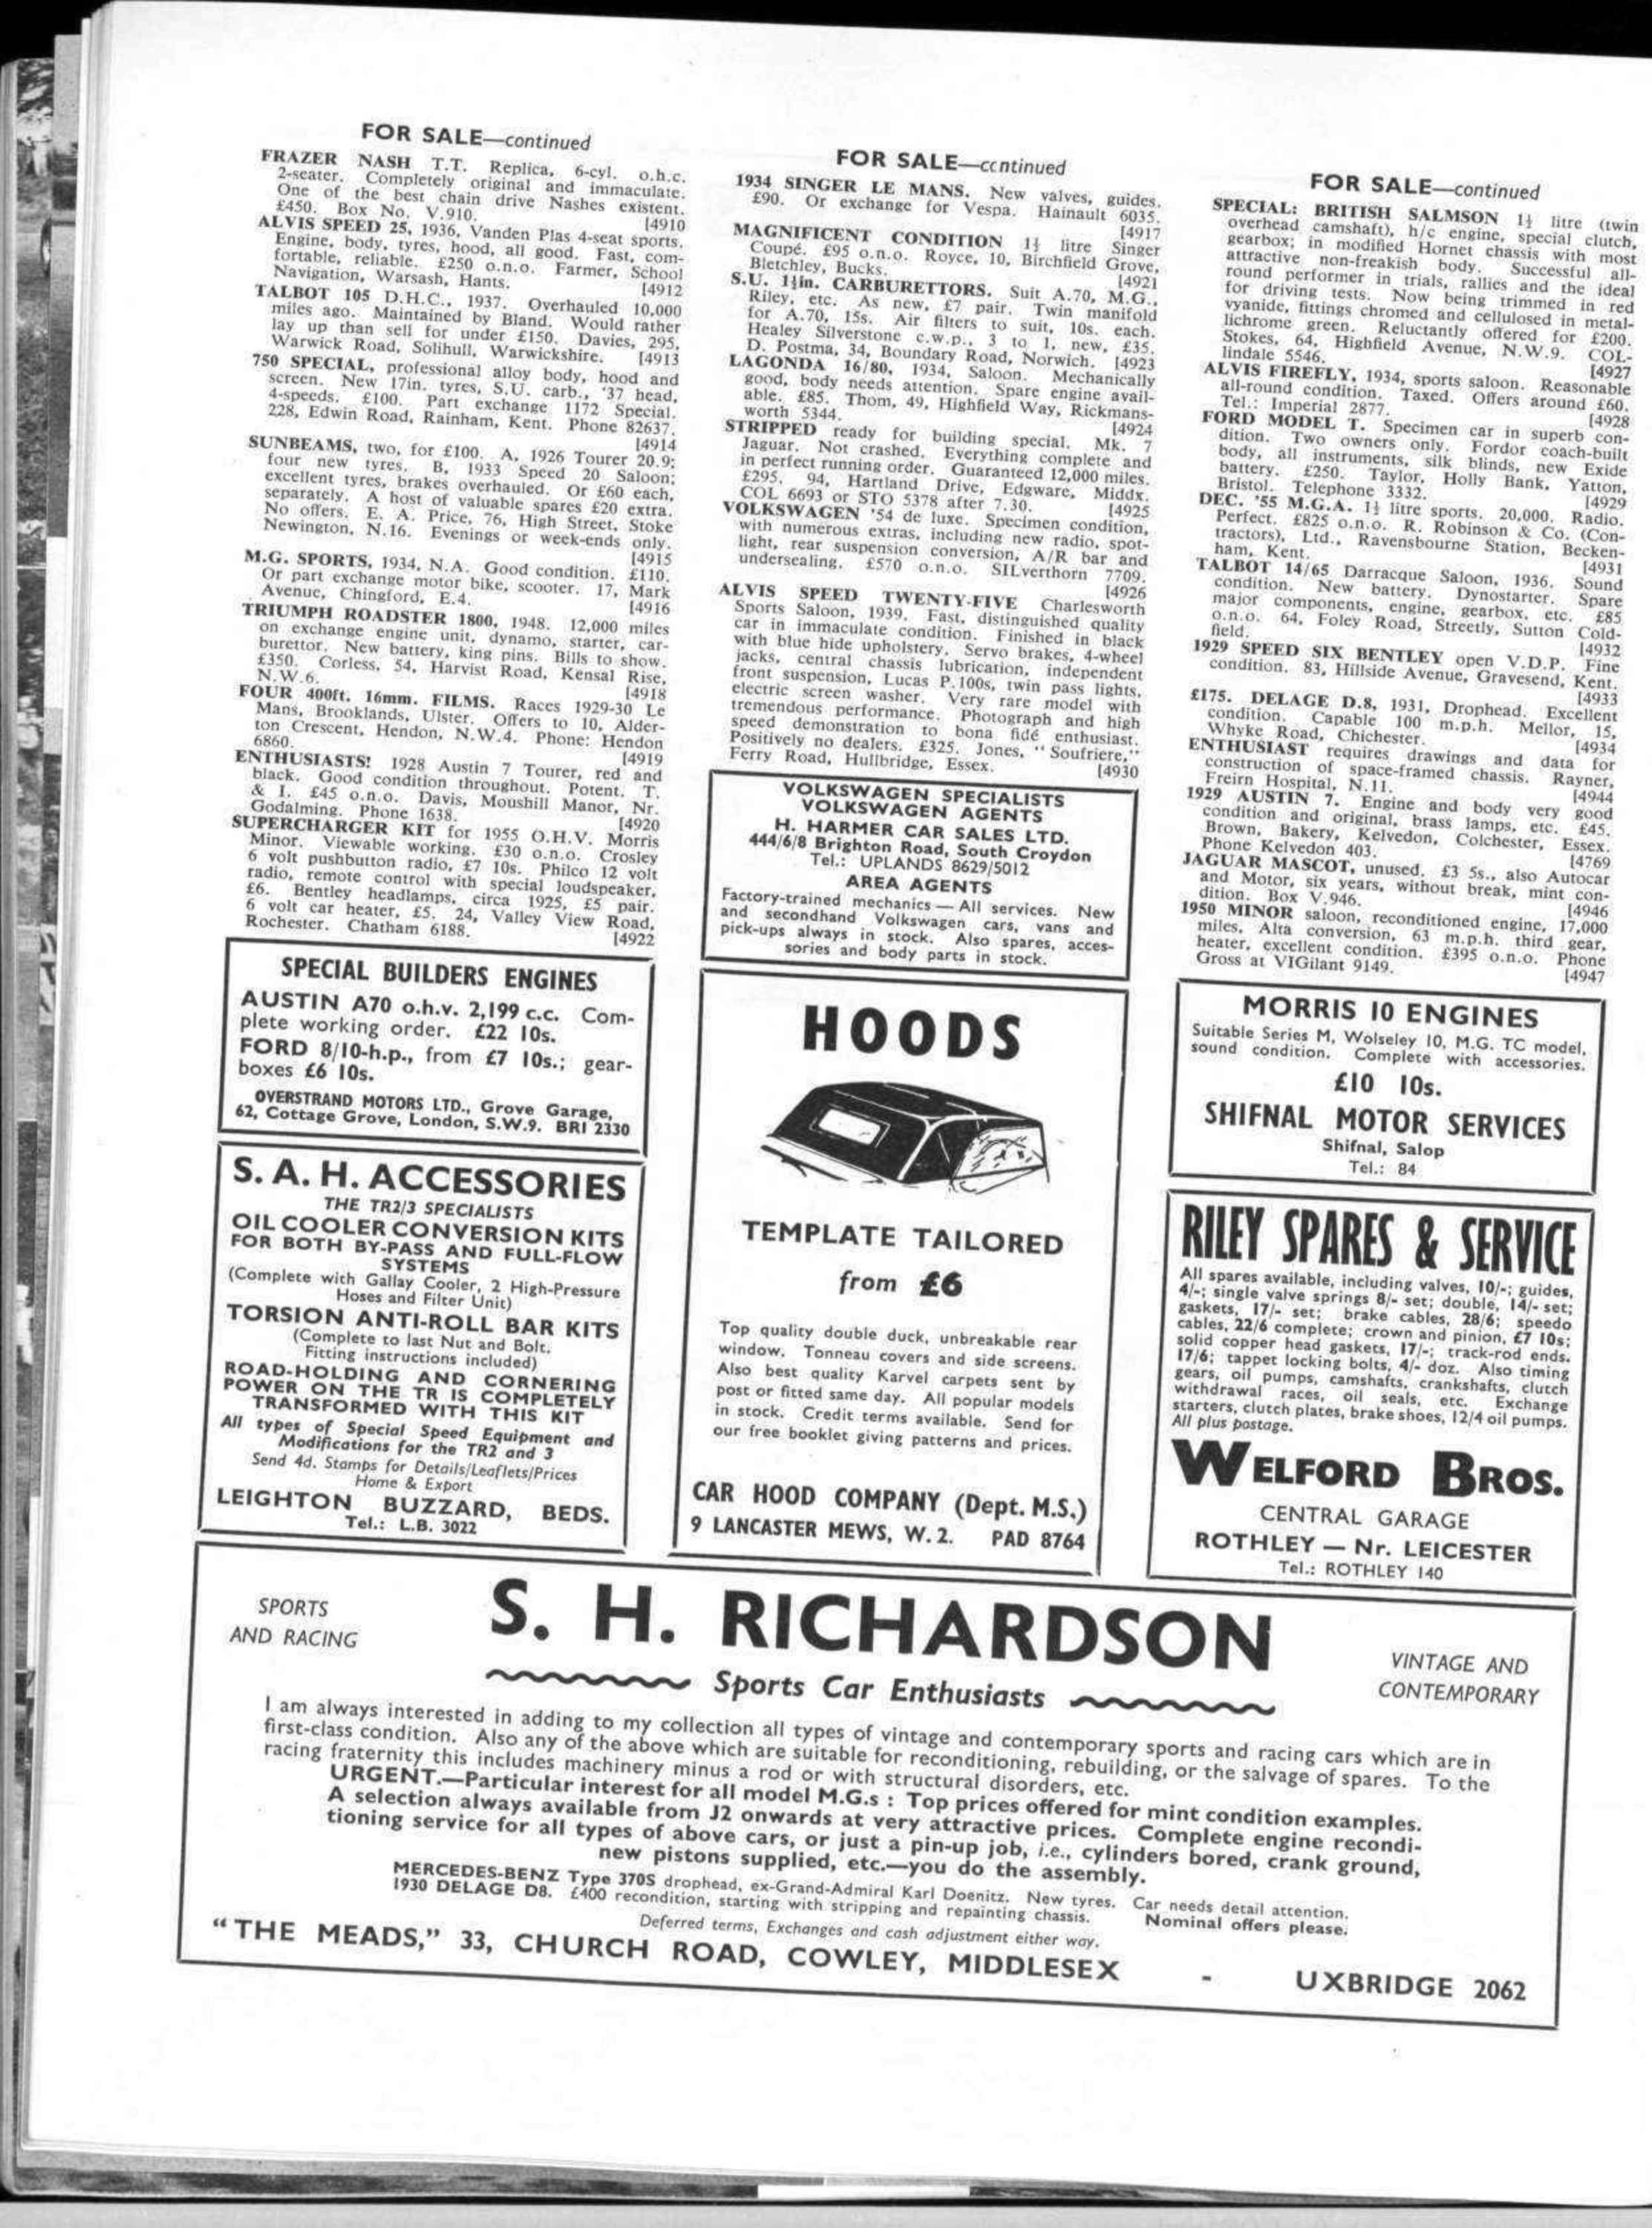 FOR SALE—continued
FRAZER NASH T.T. Replica, 6-cyl. o.h.c.
2-seater. Completely original and immaculate.
One of the best chain drive Nashes existent.
£450. Box No. V.910. [4910
ALVIS SPEED 25, 1936, Vanden Plas 4-seat sports.
Engine, body, tyres, hood, all good. Fast, com-
fortable, reliable. £250 o.n.o. Farmer, School
Navigation, Warsash, Hants. [4912
TALBOT 105 D.H.C., 1937. Overhauled 10,000
miles ago. Maintained by Bland. Would rather
lay up than sell for under £150. Davies, 295,
Warwick Road, Solihull, Warwickshire. [4913
750 SPECIAL, professional alloy body, hood and
screen. New 17in. tyres, S.U. carb., '37 head,
4-speeds. £100. Part exchange 1172 Special.
228, Edwin Road, Rainham, Kent. Phone 82637.
[4914
SUNBEAMS, two, for £100. A, 1926 Tourer 20.9;
four new tyres. B, 1933 Speed 20 Saloon;
excellent tyres, brakes overhauled. Or £60 each,
separately. A host of valuable spares £20 extra.
No offers. E. A. Price, 76, High Street, Stoke
Newington, N.16. Evenings or week-ends only.
[4915
M.G. SPORTS, 1934, N.A. Good condition. £110.
Or part exchange motor bike, scooter. 17, Mark
Avenue, Chingford, E.4. [4916
TRIUMPH ROADSTER 1800, 1948. 12,000 miles
on exchange engine unit, dynamo, starter, car-
burettor. New battery, king pins. Bills to show.
£350. Corless, 54, Harvist Road, Kensal Rise,
N.W.6. [4918
FOUR 400ft. 16mm. FILMS. Races 1929-30 Le
Mans, Brooklands, Ulster. Offers to 10, Alder-
ton Crescent, Hendon, N.W.4. Phone: Hendon
6860. [4919
ENTHUSIASTS! 1928 Austin 7 Tourer, red and
black. Good condition throughout. Potent. T.
& I. £45 o.n.o. Davis, Moushill Manor, Nr.
Godalming. Phone 1638. [4920
SUPERCHARGER KIT for 1955 O.H.V. Morris
Minor. Viewable working. £30 o.n.o. Crosley
6 volt pushbutton radio, £7 10s. Philco 12 volt
radio, remote control with special loudspeaker,
£6. Bentley headlamps, circa 1925, £5 pair.
6 volt car heater, £5. 24, Valley View Road,
Rochester. Chatham 6188. [4922
SPECIAL BUILDERS ENGINES
AUSTIN A70 o.h.v. 2,199 c.c. Com-
plete working order. £22 10s.
FORD 8/10-h.p., from £7 10s.; gear-
boxes £6 10s.
OVERSTRAND MOTORS LTD., Grove Garage,
62, Cottage Grove, London, S.W.9. BRI 2330
S. A. H. ACCESSORIES
THE TR2/3 SPECIALISTS
OIL COOLER CONVERSION KITS
FOR BOTH BY-PASS AND FULL-FLOW
SYSTEMS
(Complete with Gallay Cooler, 2 High-Pressure
Hoses and Filter Unit)
TORSION ANTI-ROLL BAR KITS
(Complete to last Nut and Bolt.
Fitting instructions included)
ROAD-HOLDING AND CORNERING
POWER ON THE TR IS COMPLETELY
TRANSFORMED WITH THIS KIT
All types of Special Speed Equipment and
Modifications for the TR2 and 3
Send 4d. Stamps for Details/Leaflets/Prices
Home & Export
LEIGHTON BUZZARD, BEDS.
Tel.: L.B. 3022
FOR SALE—ccntinued
1934 SINGER LE MANS. New valves, guides.
£90. Or exchange for Vespa. Hainault 6035.
[4917
MAGNIFICENT CONDITION 1½ litre Singer
Coupé. £95 o.n.o. Royce, 10, Birchfield Grove,
Bletchley, Bucks. [4921
S.U. 1¼in. CARBURETTORS. Suit A.70, M.G.,
Riley, etc. As new, £7 pair. Twin manifold
for A.70, 15s. Air filters to suit, 10s. each.
Healey Silverstone c.w.p., 3 to 1, new, £35.
D. Postma, 34, Boundary Road, Norwich. [4923
LAGONDA 16/80, 1934, Saloon. Mechanically
good, body needs attention. Spare engine avail-
able. £85. Thom, 49, Highfield Way, Rickmans-
worth 5344. [4924
STRIPPED ready for building special. Mk. 7
Jaguar. Not crashed. Everything complete and
in perfect running order. Guaranteed 12,000 miles.
£295. 94, Hartland Drive, Edgware, Middx.
COL 6693 or STO 5378 after 7.30. [4925
VOLKSWAGEN '54 de luxe. Specimen condition,
with numerous extras, including new radio, spot-
light, rear suspension conversion, A/R bar and
undersealing. £570 o.n.o. SILverthorn 7709.
[4926
ALVIS SPEED TWENTY-FIVE Charlesworth
Sports Saloon, 1939. Fast, distinguished quality
car in immaculate condition. Finished in black
with blue hide upholstery. Servo brakes, 4-wheel
jacks, central chassis lubrication, independent
front suspension, Lucas P.100s, twin pass lights,
electric screen washer. Very rare model with
tremendous performance. Photograph and high
speed demonstration to bona fidé enthusiast.
Positively no dealers. £325. Jones, "Soufriere,"
Ferry Road, Hullbridge, Essex. [4930
VOLKSWAGEN SPECIALISTS
VOLKSWAGEN AGENTS
H. HARMER CAR SALES LTD.
444/6/8 Brighton Road, South Croydon
Tel.: UPLANDS 8629/5012
AREA AGENTS
Factory-trained mechanics — All services. New
and secondhand Volkswagen cars, vans and
pick-ups always in stock. Also spares, acces-
sories and body parts in stock.
HOODS
TEMPLATE TAILORED
from £6
Top quality double duck, unbreakable rear
window. Tonneau covers and side screens.
Also best quality Karvel carpets sent by
post or fitted same day. All popular models
in stock. Credit terms available. Send for
our free booklet giving patterns and prices.
CAR HOOD COMPANY (Dept. M.S.)
9 LANCASTER MEWS, W.2. PAD 8764
FOR SALE—continued
SPECIAL: BRITISH SALMSON 1½ litre (twin
overhead camshaft), h/c engine, special clutch,
gearbox; in modified Hornet chassis with most
attractive non-freakish body. Successful all-
round performer in trials, rallies and the ideal
for driving tests. Now being trimmed in red
vyanide, fittings chromed and cellulosed in metal-
lichrome green. Reluctantly offered for £200.
Stokes, 64, Highfield Avenue, N.W.9. COL-
lindale 5546. [4927
ALVIS FIREFLY, 1934, sports saloon. Reasonable
all-round condition. Taxed. Offers around £60.
Tel.: Imperial 2877. [4928
FORD MODEL T. Specimen car in superb con-
dition. Two owners only. Fordor coach-built
body, all instruments, silk blinds, new Exide
battery. £250. Taylor, Holly Bank, Yatton,
Bristol. Telephone 3332. [4929
DEC. '55 M.G.A. 1½ litre sports. 20,000. Radio.
Perfect. £825 o.n.o. R. Robinson & Co. (Con-
tractors), Ltd., Ravensbourne Station, Becken-
ham, Kent. [4931
TALBOT 14/65 Darracque Saloon, 1936. Sound
condition. New battery. Dynostarter. Spare
major components, engine, gearbox, etc. £85
o.n.o. 64, Foley Road, Streetly, Sutton Cold-
field. [4932
1929 SPEED SIX BENTLEY open V.D.P. Fine
condition. 83, Hillside Avenue, Gravesend, Kent.
[4933
£175. DELAGE D.8, 1931, Drophead. Excellent
condition. Capable 100 m.p.h. Mellor, 15,
Whyke Road, Chichester. [4934
ENTHUSIAST requires drawings and data for
construction of space-framed chassis. Rayner,
Freirn Hospital, N.11. [4944
1929 AUSTIN 7. Engine and body very good
condition and original, brass lamps, etc. £45.
Brown, Bakery, Kelvedon, Colchester, Essex.
Phone Kelvedon 403. [4769
JAGUAR MASCOT, unused, £3 5s., also Autocar
and Motor, six years, without break, mint con-
dition. Box V.946. [4946
1950 MINOR saloon, reconditioned engine, 17,000
miles, Alta conversion, 63 m.p.h. third gear,
heater, excellent condition. £395 o.n.o. Phone
Gross at VIGilant 9149. [4947
MORRIS 10 ENGINES
Suitable Series M, Wolseley 10, M.G. TC model,
sound condition. Complete with accessories.
£10 10s.
SHIFNAL MOTOR SERVICES
Shifnal, Salop
Tel.: 84
RILEY SPARES & SERVICE
All spares available, including valves, 10/-; guides,
4/-; single valve springs 8/- set; double, 14/- set;
gaskets, 17/- set; brake cables, 28/6; speedo
cables, 22/6 complete; crown and pinion, £7 10s;
solid copper head gaskets, 17/-; track-rod ends.
17/6; tappet locking bolts, 4/- doz. Also timing
gears, oil pumps, camshafts, crankshafts, clutch
withdrawal races, oil seals, etc. Exchange
starters, clutch plates, brake shoes, 12/4 oil pumps.
All plus postage.
WELFORD BROS.
CENTRAL GARAGE
ROTHLEY — Nr. LEICESTER
Tel.: ROTHLEY 140
SPORTS
AND RACING
S. H. RICHARDSON
Sports Car Enthusiasts
VINTAGE AND
CONTEMPORARY
I am always interested in adding to my collection all types of vintage and contemporary sports and racing cars which are in
first-class condition. Also any of the above which are suitable for reconditioning, rebuilding, or the salvage of spares. To the
racing fraternity this includes machinery minus a rod or with structural disorders, etc.
URGENT.—Particular interest for all model M.G.s : Top prices offered for mint condition examples.
A selection always available from J2 onwards at very attractive prices. Complete engine recondi-
tioning service for all types of above cars, or just a pin-up job, i.e., cylinders bored, crank ground,
new pistons supplied, etc.—you do the assembly.
MERCEDES-BENZ Type 370S drophead, ex-Grand-Admiral Karl Doenitz. New tyres. Car needs detail attention.
1930 DELAGE D8. £400 recondition, starting with stripping and repainting chassis. Nominal offers please.
Deferred terms, Exchanges and cash adjustment either way.
"THE MEADS," 33, CHURCH ROAD, COWLEY, MIDDLESEX - UXBRIDGE 2062